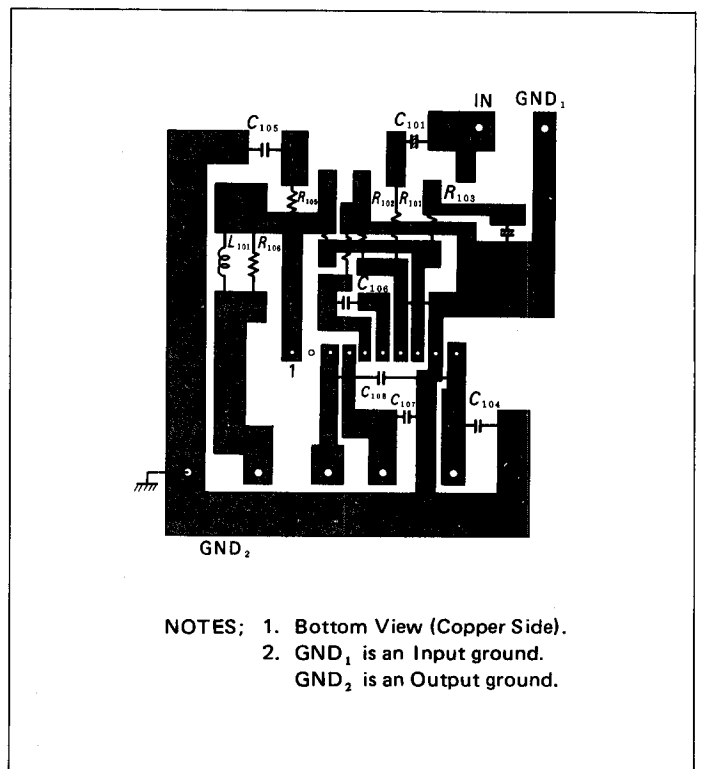 IN GND₁
C₁₀₅ C₁₀₁
R₁₀₅ R₁₀₂ R₁₀₁ R₁₀₃
L₁₀₁ R₁₀₆
C₁₀₆
1
C₁₀₈
C₁₀₇ C₁₀₄
GND₂
NOTES; 1. Bottom View (Copper Side).
2. GND₁ is an Input ground.
GND₂ is an Output ground.